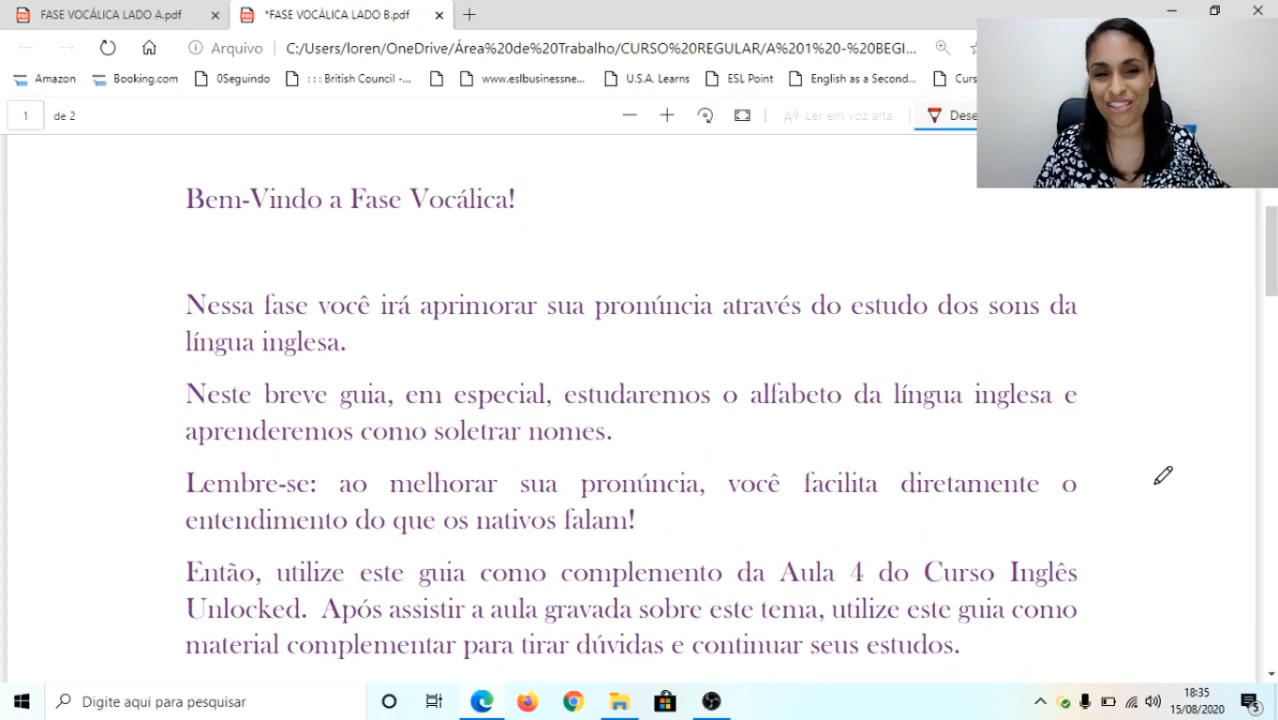 FASE VOCÁLICA LADO A.pdf
*FASE VOCÁLICA LADO B.pdf
Arquivo
C:/Users/loren/OneDrive/Área%20de%20Trabalho/CURSO%20REGULAR/A%201%20-%20BEGI...
Amazon
Booking.com
0Seguindo
::: British Council -...
www.eslbusinessne...
U.S.A. Learns
ESL Point
English as a Second...
1 de 2
Ler em voz alta
Bem-Vindo a Fase Vocálica!
Nessa fase você irá aprimorar sua pronúncia através do estudo dos sons da
língua inglesa.
Neste breve guia, em especial, estudaremos o alfabeto da língua inglesa e
aprenderemos como soletrar nomes.
Lembre-se: ao melhorar sua pronúncia, você facilita diretamente o
entendimento do que os nativos falam!
Então, utilize este guia como complemento da Aula 4 do Curso Inglês
Unlocked. Após assistir a aula gravada sobre este tema, utilize este guia como
material complementar para tirar dúvidas e continuar seus estudos.
Digite aqui para pesquisar
18:35
15/08/2020
5